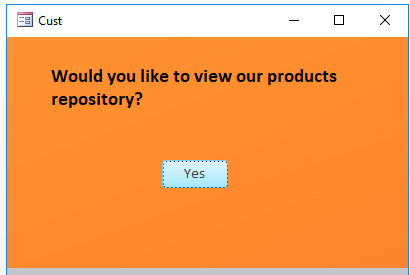 Cust
Would you like to view our products
repository?
Yes